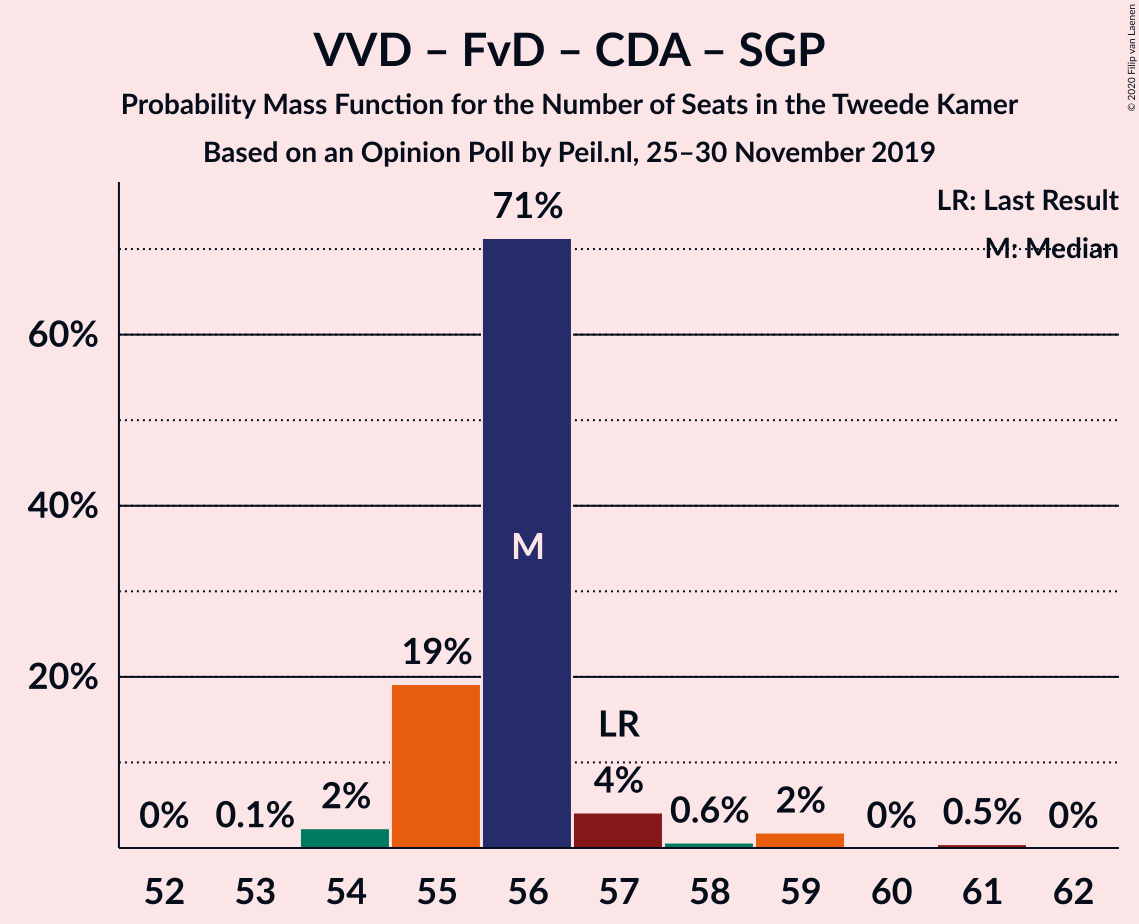 VVD – FvD – CDA – SGP
Probability Mass Function for the Number of Seats in the Tweede Kamer
Based on an Opinion Poll by Peil.nl, 25–30 November 2019
© 2020 Filip van Laenen
LR: Last Result
M: Median
60%
40%
20%
0%
0.1%
2%
19%
71%
M
LR
4%
0.6%
2%
0%
0.5%
0%
52 53 54 55 56 57 58 59 60 61 62